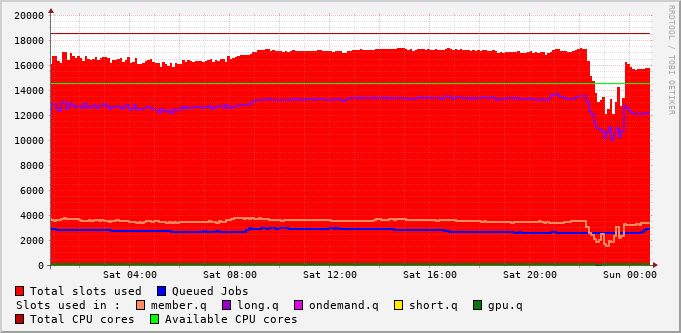 20000
18000
16000
14000
12000
10000
8000
6000
4000
2000
0
Sat 04:00 Sat 08:00 Sat 12:00 Sat 16:00 Sat 20:00 Sun 00:00
RRDTOOL / TOBI OETIKER
Total slots used Queued Jobs
Slots used in : member.q long.q ondemand.q short.q gpu.q
Total CPU cores Available CPU cores